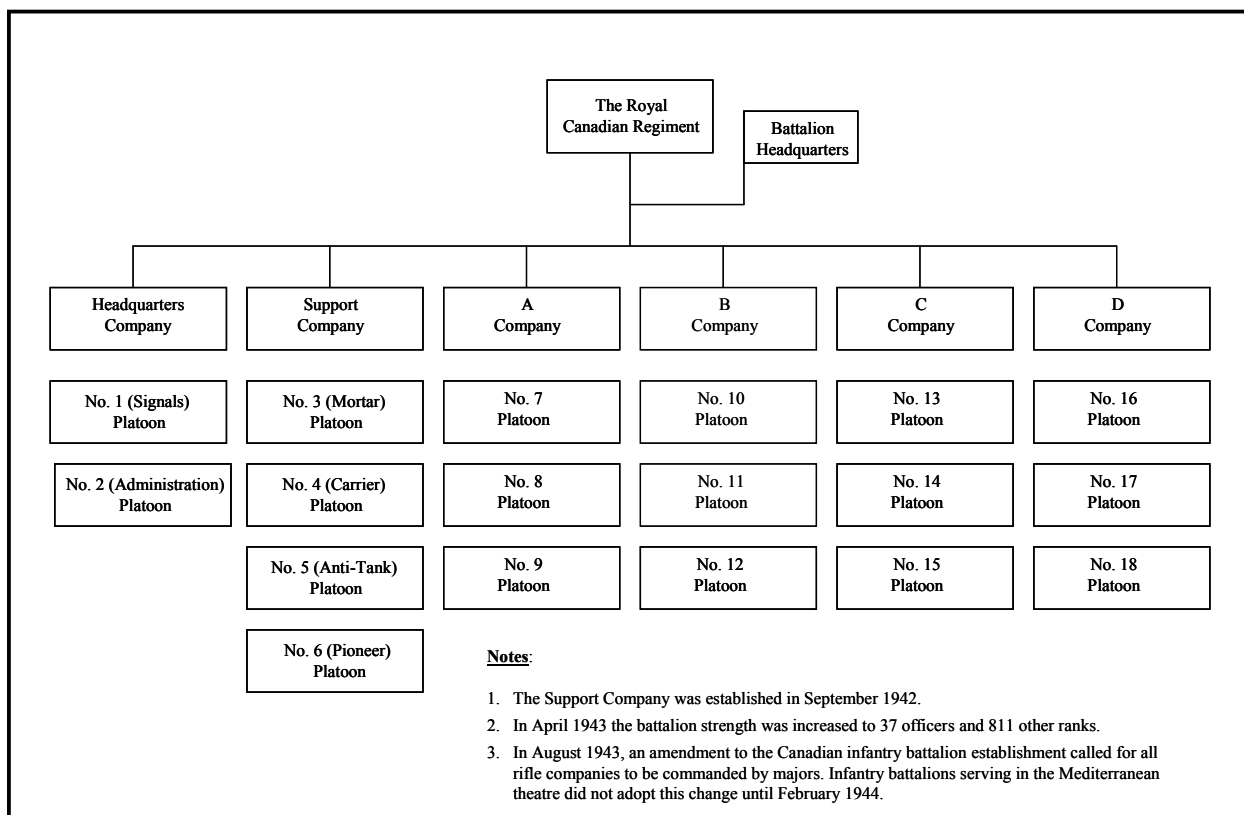 The Royal
Canadian Regiment
Battalion
Headquarters
Headquarters
Company
Support
Company
A
Company
B
Company
C
Company
D
Company
No. 1 (Signals)
Platoon
No. 3 (Mortar)
Platoon
No. 7
Platoon
No. 10
Platoon
No. 13
Platoon
No. 16
Platoon
No. 2 (Administration)
Platoon
No. 4 (Carrier)
Platoon
No. 8
Platoon
No. 11
Platoon
No. 14
Platoon
No. 17
Platoon
No. 5 (Anti-Tank)
Platoon
No. 9
Platoon
No. 12
Platoon
No. 15
Platoon
No. 18
Platoon
No. 6 (Pioneer)
Platoon
Notes:
1. The Support Company was established in September 1942.
2. In April 1943 the battalion strength was increased to 37 officers and 811 other ranks.
3. In August 1943, an amendment to the Canadian infantry battalion establishment called for all
rifle companies to be commanded by majors. Infantry battalions serving in the Mediterranean
theatre did not adopt this change until February 1944.